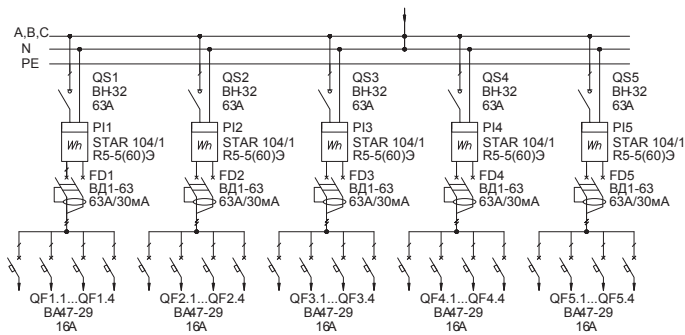 A,B,C
N
PE
QS1
ВН-32
63А
QS2
ВН-32
63А
QS3
ВН-32
63А
QS4
ВН-32
63А
QS5
ВН-32
63А
Wh
PI1
STAR 104/1
R5-5(60)Э
Wh
PI2
STAR 104/1
R5-5(60)Э
Wh
PI3
STAR 104/1
R5-5(60)Э
Wh
PI4
STAR 104/1
R5-5(60)Э
Wh
PI5
STAR 104/1
R5-5(60)Э
FD1
ВД1-63
63А/30мА
FD2
ВД1-63
63А/30мА
FD3
ВД1-63
63А/30мА
FD4
ВД1-63
63А/30мА
FD5
ВД1-63
63А/30мА
QF1.1...QF1.4
ВА47-29
16А
QF2.1...QF2.4
ВА47-29
16А
QF3.1...QF3.4
ВА47-29
16А
QF4.1...QF4.4
ВА47-29
16А
QF5.1...QF5.4
ВА47-29
16А